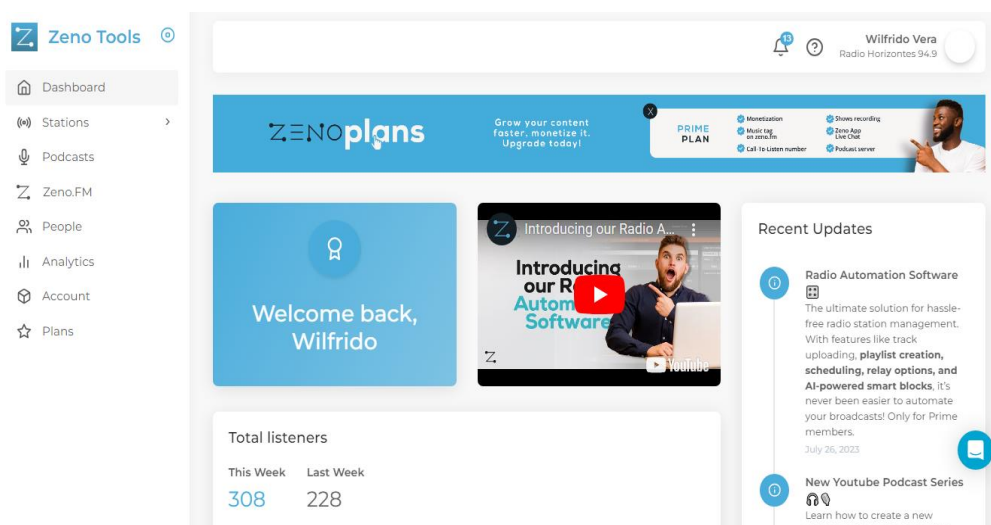 Zeno Tools
Dashboard
Stations
Podcasts
Zeno.FM
People
Analytics
Account
Plans
13
Wilfrido Vera
Radio Horizontes 94.9
ZENOplans
Grow your content
faster, monetize it.
Upgrade today!
X
PRIME
PLAN
Monetization
Music tag
on zeno.fm
Call-To-Listen number
Shows recording
Zeno App
Live Chat
Podcast server
Welcome back,
Wilfrido
Introducing our Radio A...
Introducing
our R
Autom
Software
YouTube
Total listeners
This Week Last Week
308 228
Recent Updates
Radio Automation Software
The ultimate solution for hassle-
free radio station management.
With features like track
uploading, playlist creation,
scheduling, relay options, and
AI-powered smart blocks, it's
never been easier to automate
your broadcasts! Only for Prime
members.
July 26, 2023
New Youtube Podcast Series
Learn how to create a new